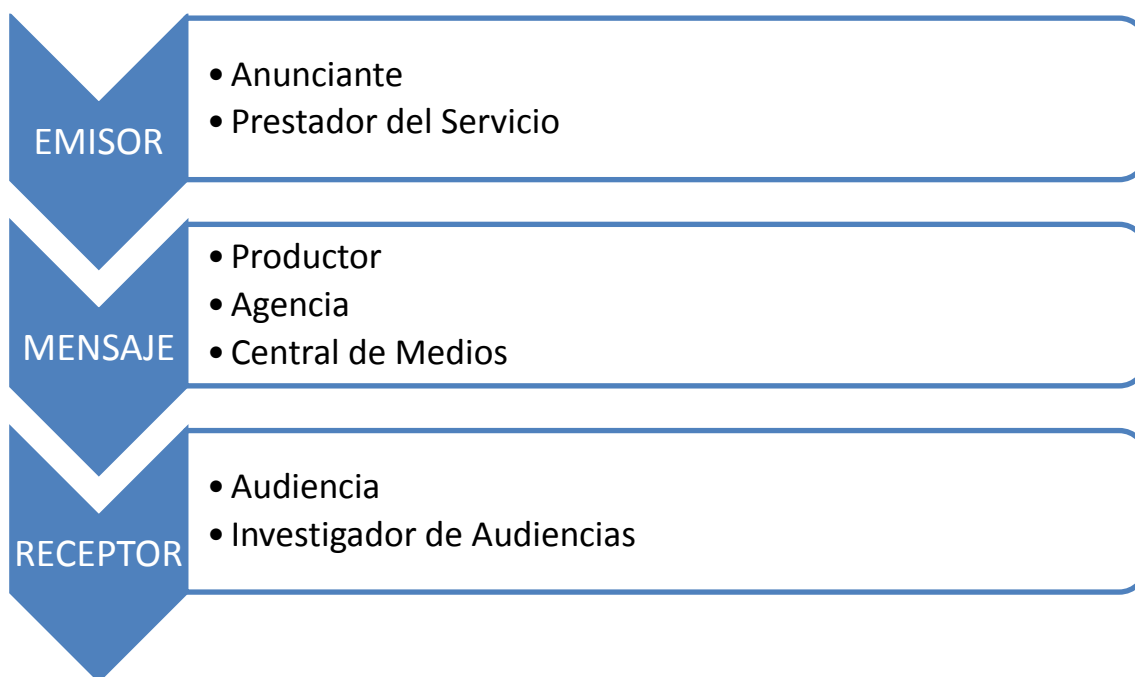 EMISOR
• Anunciante
• Prestador del Servicio
MENSAJE
• Productor
• Agencia
• Central de Medios
RECEPTOR
• Audiencia
• Investigador de Audiencias